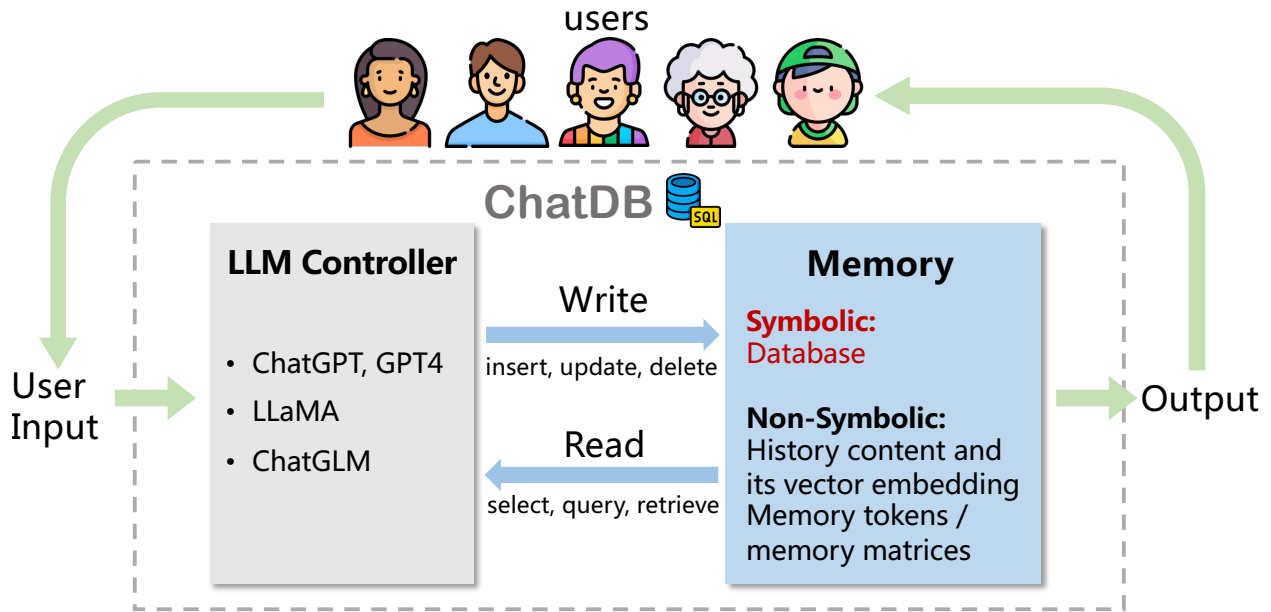 users
ChatDB
SQL
LLM Controller
• ChatGPT, GPT4
• LLaMA
• ChatGLM
Write
insert, update, delete
Read
select, query, retrieve
Memory
Symbolic:
Database
Non-Symbolic:
History content and
its vector embedding
Memory tokens /
memory matrices
User
Input
Output